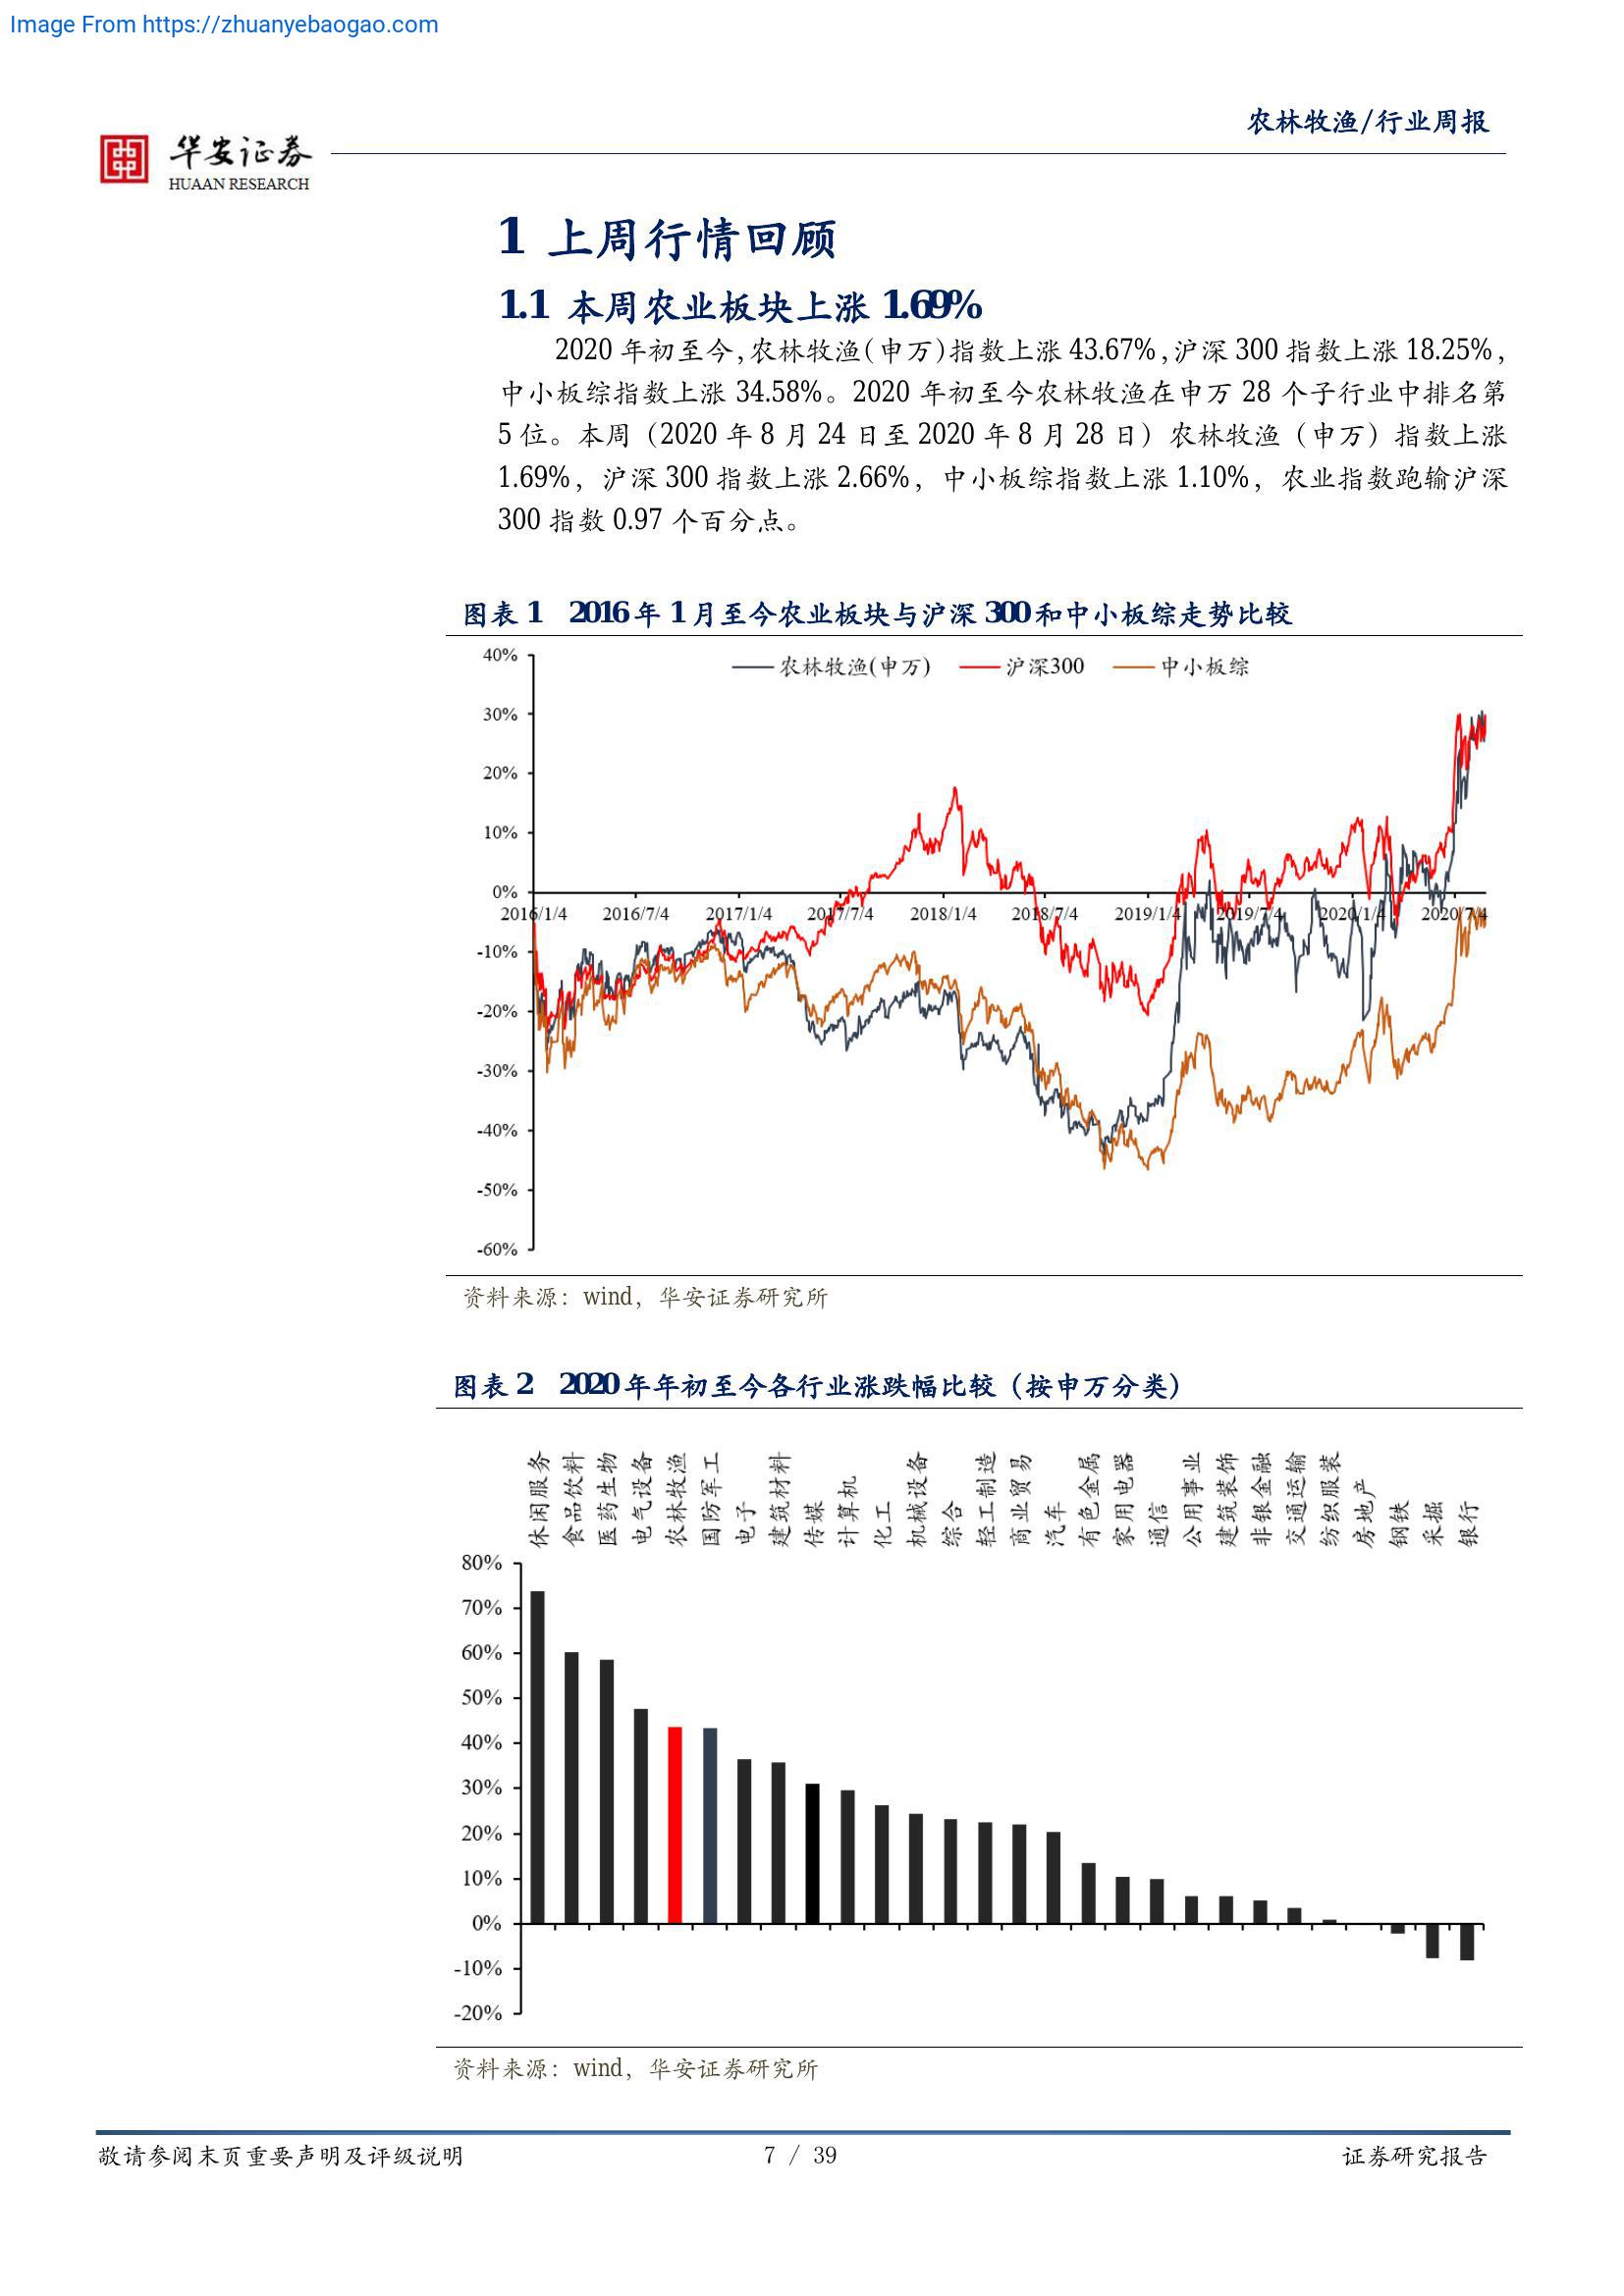 Image From https://zhuanyebaogao.com
农林牧渔/行业周报
华安证券
HUAAN RESEARCH
1 上周行情回顾
1.1 本周农业板块上涨 1.69%
2020 年初至今，农林牧渔（申万）指数上涨 43.67%，沪深 300 指数上涨 18.25%，
中小板综指数上涨 34.58%。2020 年初至今农林牧渔在申万 28 个子行业中排名第
5 位。本周（2020 年 8 月 24 日至 2020 年 8 月 28 日）农林牧渔（申万）指数上涨
1.69%，沪深 300 指数上涨 2.66%，中小板综指数上涨 1.10%，农业指数跑输沪深
300 指数 0.97 个百分点。
图表 1 2016 年 1 月至今农业板块与沪深 300 和中小板综走势比较
农林牧渔(申万) 沪深300 中小板综
40%
30%
20%
10%
0%
2016/1/4 2016/7/4 2017/1/4 2017/7/4 2018/1/4 2018/7/4 2019/1/4 2019/7/4 2020/1/4 2020/7/4
-10%
-20%
-30%
-40%
-50%
-60%
资料来源：wind，华安证券研究所
图表 2 2020 年年初至今各行业涨跌幅比较（按申万分类）
休闲服务
食品饮料
医药生物
电气设备
农林牧渔
国防军工
电子
建筑材料
传媒
计算机
化工
机械设备
综合
轻工制造
商业贸易
汽车
有色金属
家用电器
通信
公用事业
建筑装饰
非银金融
交通运输
纺织服装
房地产
钢铁
采掘
银行
80%
70%
60%
50%
40%
30%
20%
10%
0%
-10%
-20%
资料来源：wind，华安证券研究所
敬请参阅末页重要声明及评级说明 7 / 39 证券研究报告